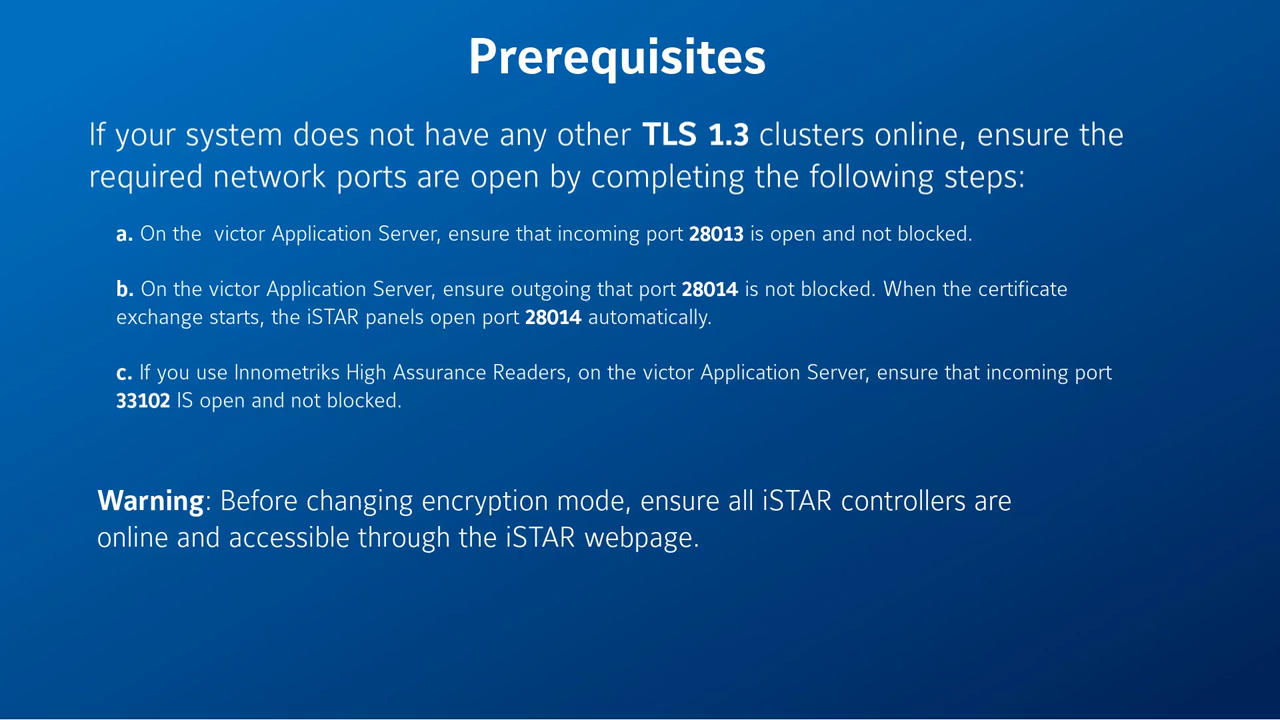 Prerequisites
If your system does not have any other TLS 1.3 clusters online, ensure the
required network ports are open by completing the following steps:
a. On the  victor Application Server, ensure that incoming port 28013 is open and not blocked.
b. On the victor Application Server, ensure outgoing that port 28014 is not blocked. When the certificate
exchange starts, the iSTAR panels open port 28014 automatically.
c. If you use Innometriks High Assurance Readers, on the victor Application Server, ensure that incoming port
33102 IS open and not blocked.
Warning: Before changing encryption mode, ensure all iSTAR controllers are
online and accessible through the iSTAR webpage.